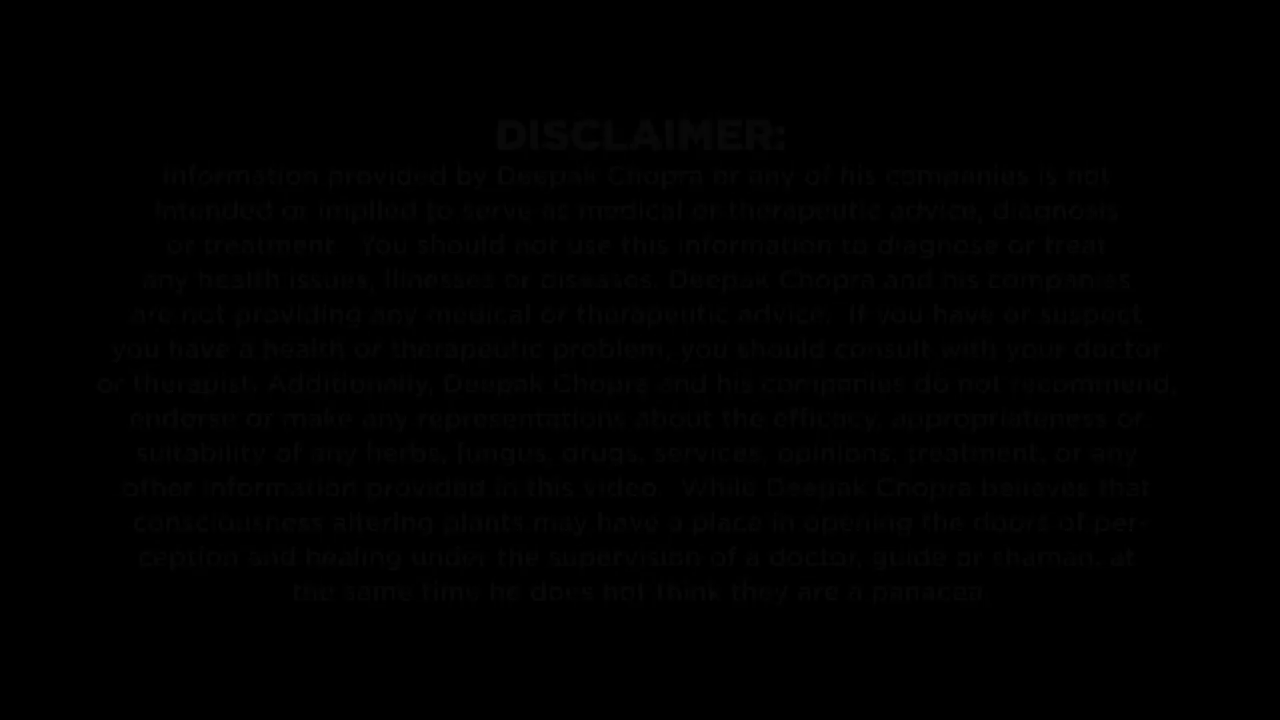 DISCLAIMER:
Information provided by Deepak Chopra or any of his companies is not
intended or implied to serve as medical or therapeutic advice, diagnosis
or treatment. You should not use this information to diagnose or treat
any health issues, illnesses or diseases. Deepak Chopra and his companies
are not providing any medical or therapeutic advice. If you have or suspect
you have a health or therapeutic problem, you should consult with your doctor
or therapist. Additionally, Deepak Chopra and his companies do not recommend,
endorse or make any representations about the efficacy, appropriateness or
suitability of any herbs, fungus, drugs, services, opinions, treatment, or any
other information provided in this video. While Deepak Chopra believes that
consciousness altering plants may have a place in opening the doors of per-
ception and healing under the supervision of a doctor, guide or shaman, at
the same time he does not think they are a panacea.